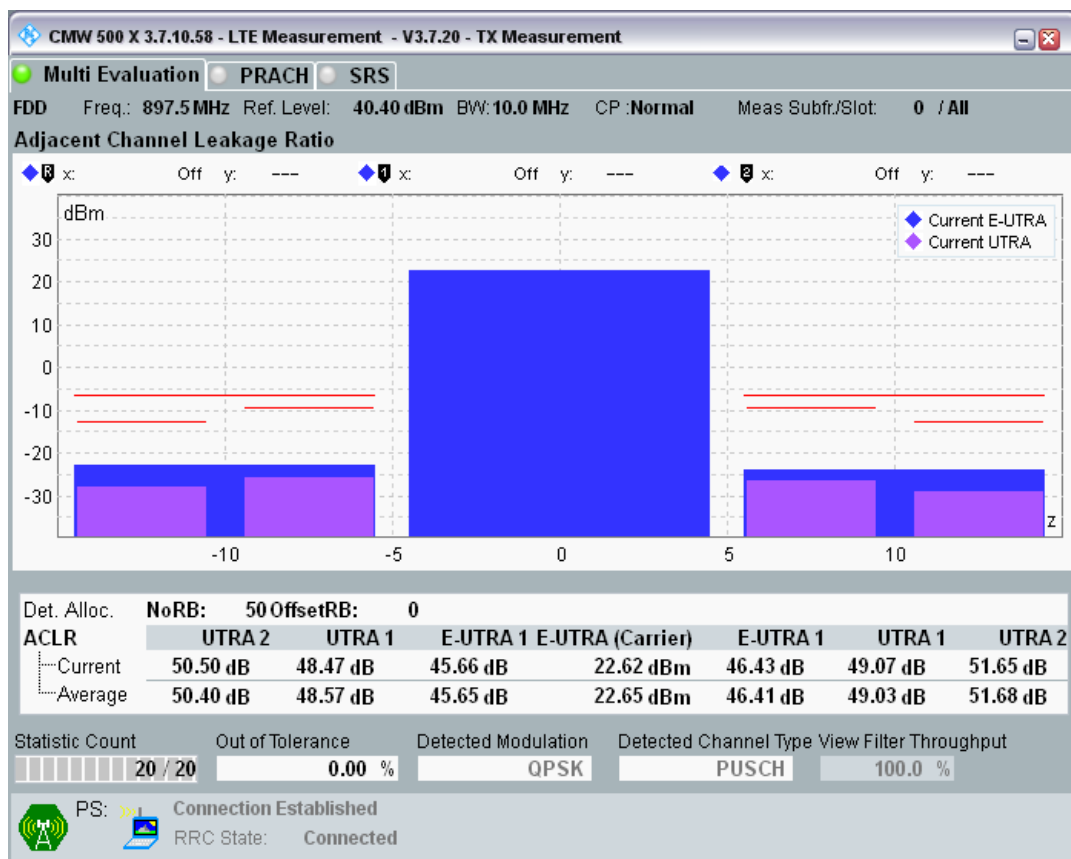 CMW 500 X 3.7.10.58 - LTE Measurement - V3.7.20 - TX Measurement
Multi Evaluation PRACH SRS
FDD Freq.: 897.5 MHz Ref. Level: 40.40 dBm BW: 10.0 MHz CP :Normal Meas Subfr./Slot: 0 / All
Adjacent Channel Leakage Ratio
R x: Off y: --- 1 x: Off y: --- 2 x: Off y: ---
dBm
Current E-UTRA
Current UTRA
30
20
10
0
-10
-20
-30
z
-10 -5 0 5 10
Det. Alloc. NoRB: 50 OffsetRB: 0
ACLR UTRA 2 UTRA 1 E-UTRA 1 E-UTRA (Carrier) E-UTRA 1 UTRA 1 UTRA 2
Current 50.50 dB 48.47 dB 45.66 dB 22.62 dBm 46.43 dB 49.07 dB 51.65 dB
Average 50.40 dB 48.57 dB 45.65 dB 22.65 dBm 46.41 dB 49.03 dB 51.68 dB
Statistic Count Out of Tolerance Detected Modulation Detected Channel Type View Filter Throughput
20 / 20 0.00 % QPSK PUSCH 100.0 %
PS: Connection Established
RRC State: Connected